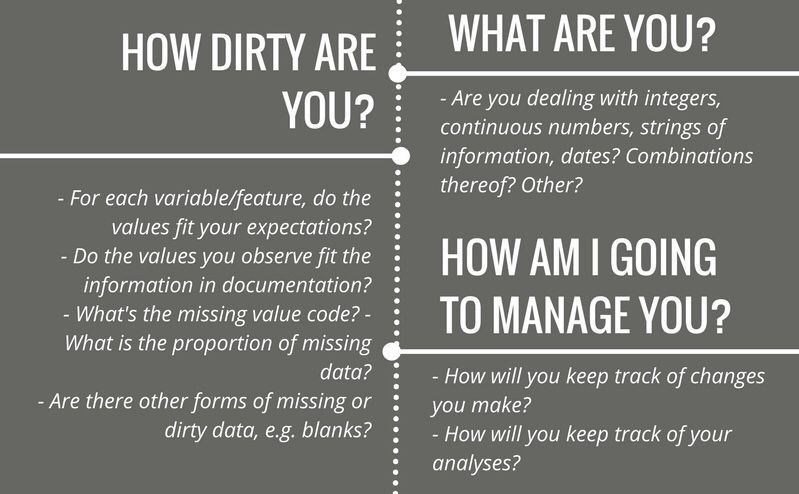 HOW DIRTY ARE
YOU?
- For each variable/feature, do the
values fit your expectations?
- Do the values you observe fit the
information in documentation?
- What's the missing value code? -
What is the proportion of missing
data?
- Are there other forms of missing or
dirty data, e.g. blanks?
WHAT ARE YOU?
- Are you dealing with integers,
continuous numbers, strings of
information, dates? Combinations
thereof? Other?
HOW AM I GOING
TO MANAGE YOU?
- How will you keep track of changes
you make?
- How will you keep track of your
analyses?